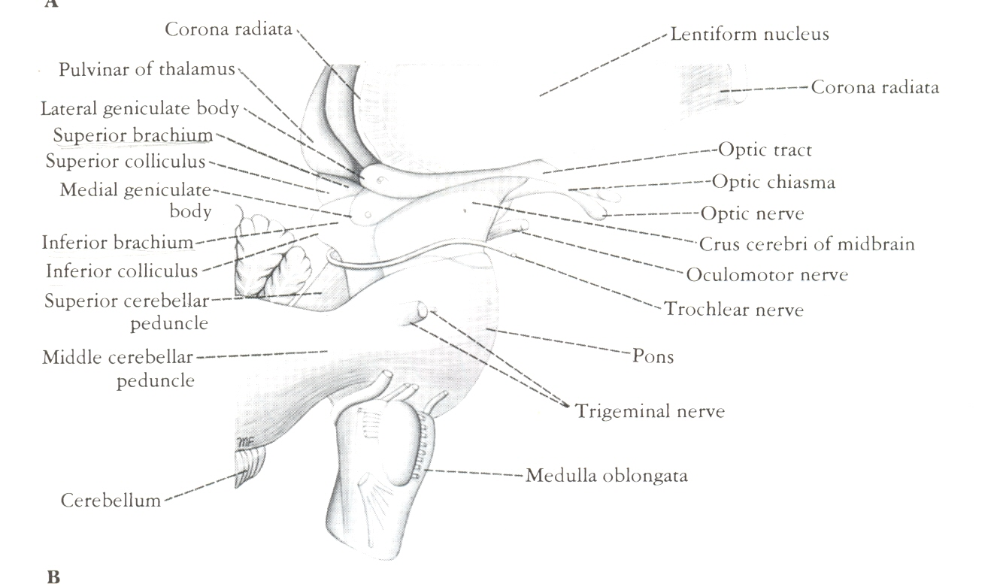 A
Corona radiata
Lentiform nucleus
Pulvinar of thalamus
Corona radiata
Lateral geniculate body
Superior brachium
Optic tract
Superior colliculus
Optic chiasma
Medial geniculate
body
Optic nerve
Inferior brachium
Crus cerebri of midbrain
Inferior colliculus
Oculomotor nerve
Superior cerebellar
peduncle
Trochlear nerve
Middle cerebellar
peduncle
Pons
Trigeminal nerve
MF
Medulla oblongata
Cerebellum
B